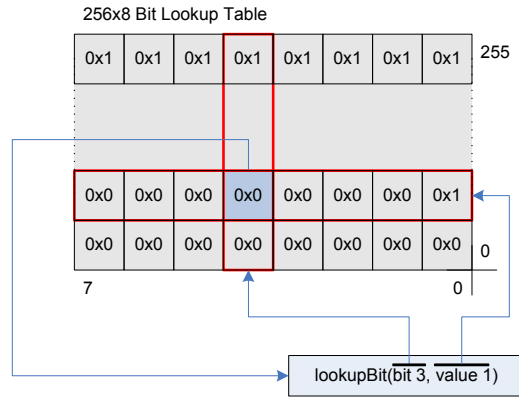 256x8 Bit Lookup Table
0x1 0x1 0x1 0x1 0x1 0x1 0x1 0x1 255
0x0 0x0 0x0 0x0 0x0 0x0 0x0 0x1
0x0 0x0 0x0 0x0 0x0 0x0 0x0 0x0 0
7 0
lookupBit(bit 3, value 1)